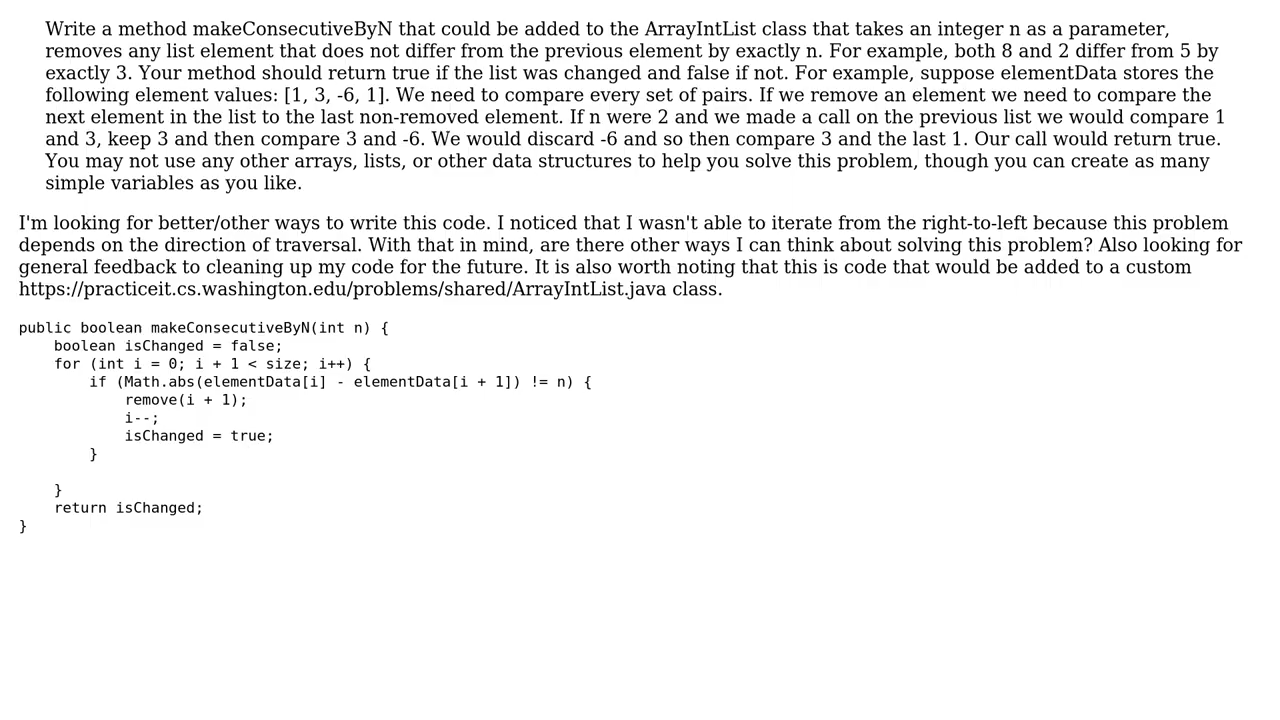 Write a method makeConsecutiveByN that could be added to the ArrayIntList class that takes an integer n as a parameter,
removes any list element that does not differ from the previous element by exactly n. For example, both 8 and 2 differ from 5 by
exactly 3. Your method should return true if the list was changed and false if not. For example, suppose elementData stores the
following element values: [1, 3, -6, 1]. We need to compare every set of pairs. If we remove an element we need to compare the
next element in the list to the last non-removed element. If n were 2 and we made a call on the previous list we would compare 1
and 3, keep 3 and then compare 3 and -6. We would discard -6 and so then compare 3 and the last 1. Our call would return true.
You may not use any other arrays, lists, or other data structures to help you solve this problem, though you can create as many
simple variables as you like.
I'm looking for better/other ways to write this code. I noticed that I wasn't able to iterate from the right-to-left because this problem
depends on the direction of traversal. With that in mind, are there other ways I can think about solving this problem? Also looking for
general feedback to cleaning up my code for the future. It is also worth noting that this is code that would be added to a custom
https://practiceit.cs.washington.edu/problems/shared/ArrayIntList.java class.
public boolean makeConsecutiveByN(int n) {
    boolean isChanged = false;
    for (int i = 0; i + 1 < size; i++) {
        if (Math.abs(elementData[i] - elementData[i + 1]) != n) {
            remove(i + 1);
            i--;
            isChanged = true;
        }
    }
    return isChanged;
}